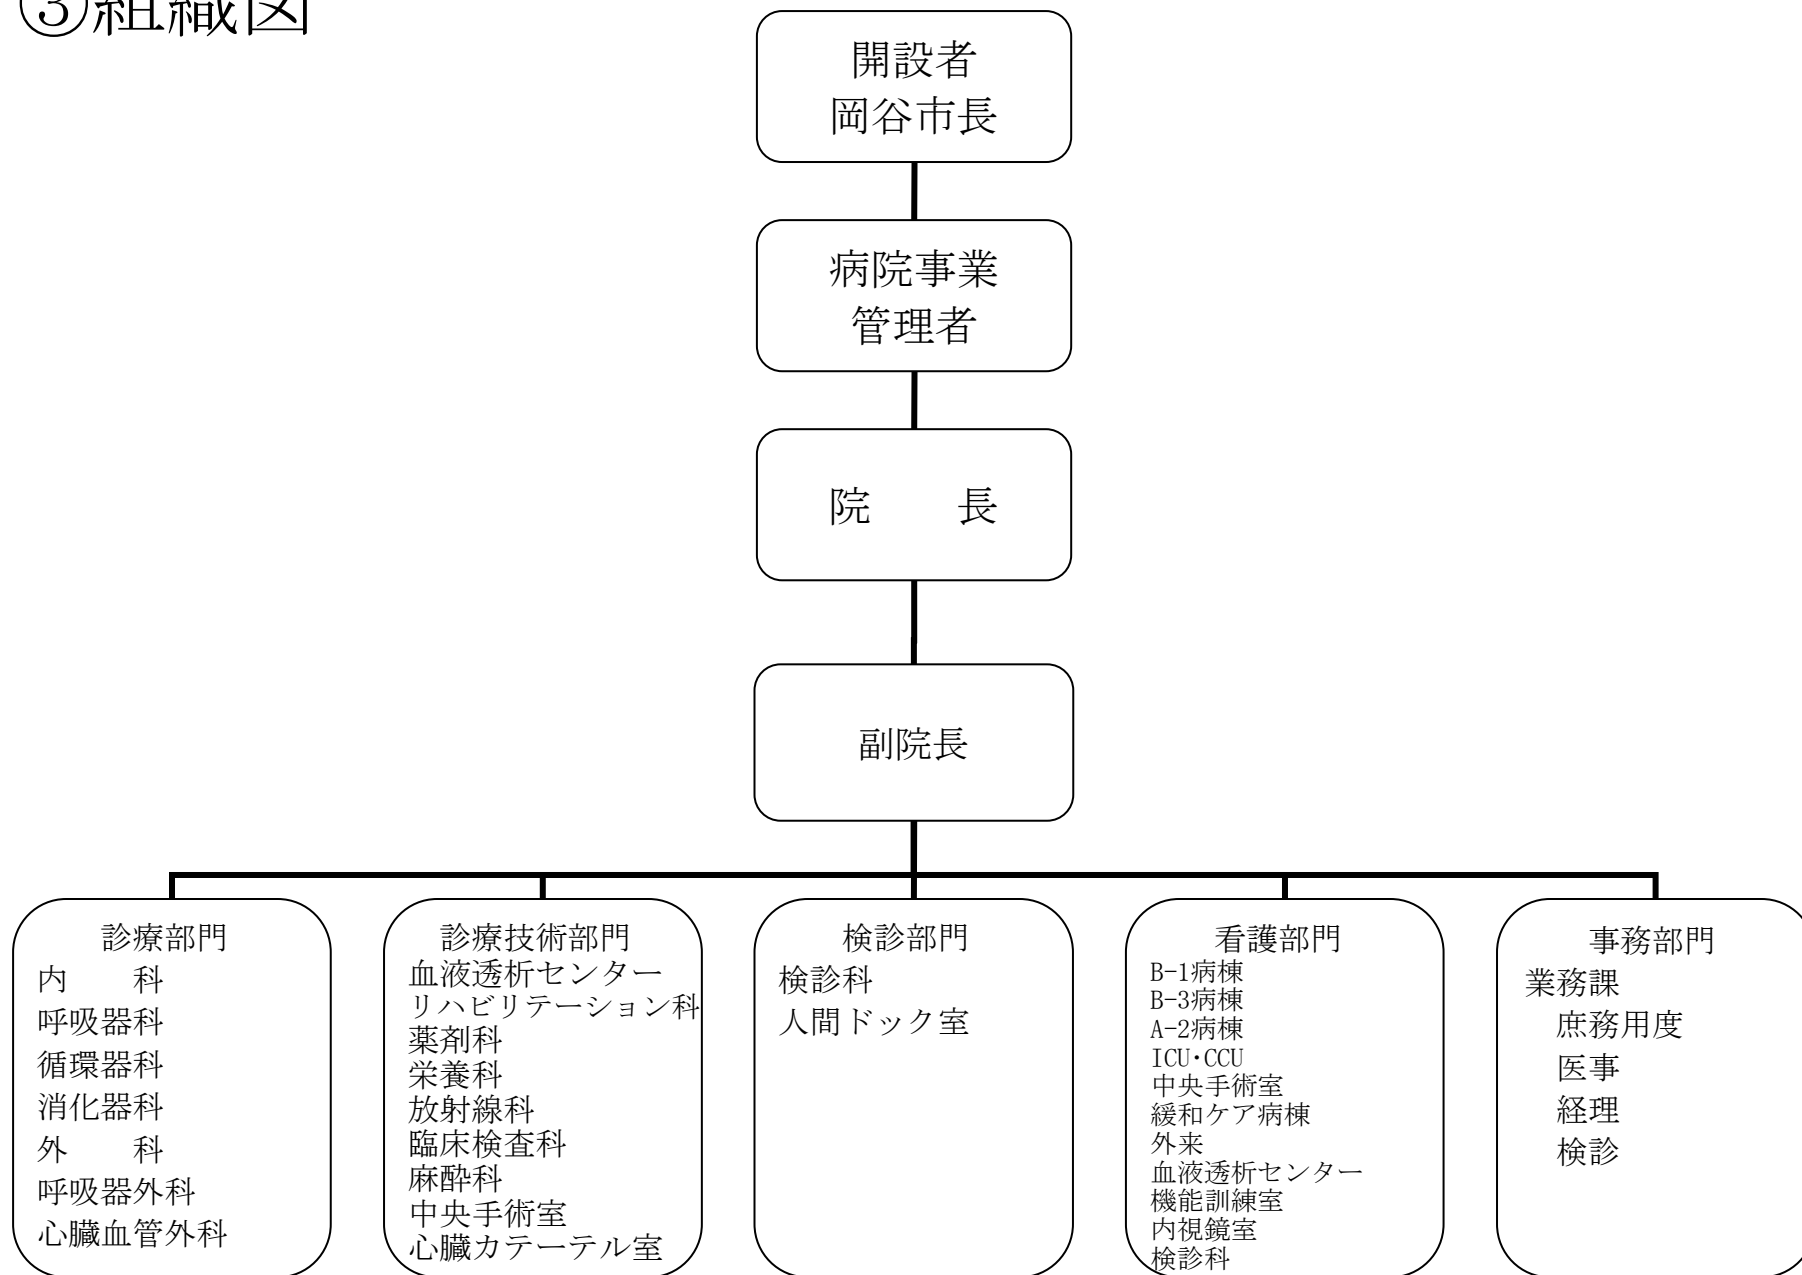 ③組織図
開設者
岡谷市長
病院事業
管理者
院　　長
副院長
診療部門
内　　科
呼吸器科
循環器科
消化器科
外　　科
呼吸器外科
心臓血管外科
診療技術部門
血液透析センター
リハビリテーション科
薬剤科
栄養科
放射線科
臨床検査科
麻酔科
中央手術室
心臓カテーテル室
検診部門
検診科
人間ドック室
看護部門
B-1病棟
B-3病棟
A-2病棟
ICU･CCU
中央手術室
緩和ケア病棟
外来
血液透析センター
機能訓練室
内視鏡室
検診科
事務部門
業務課
庶務用度
医事
経理
検診